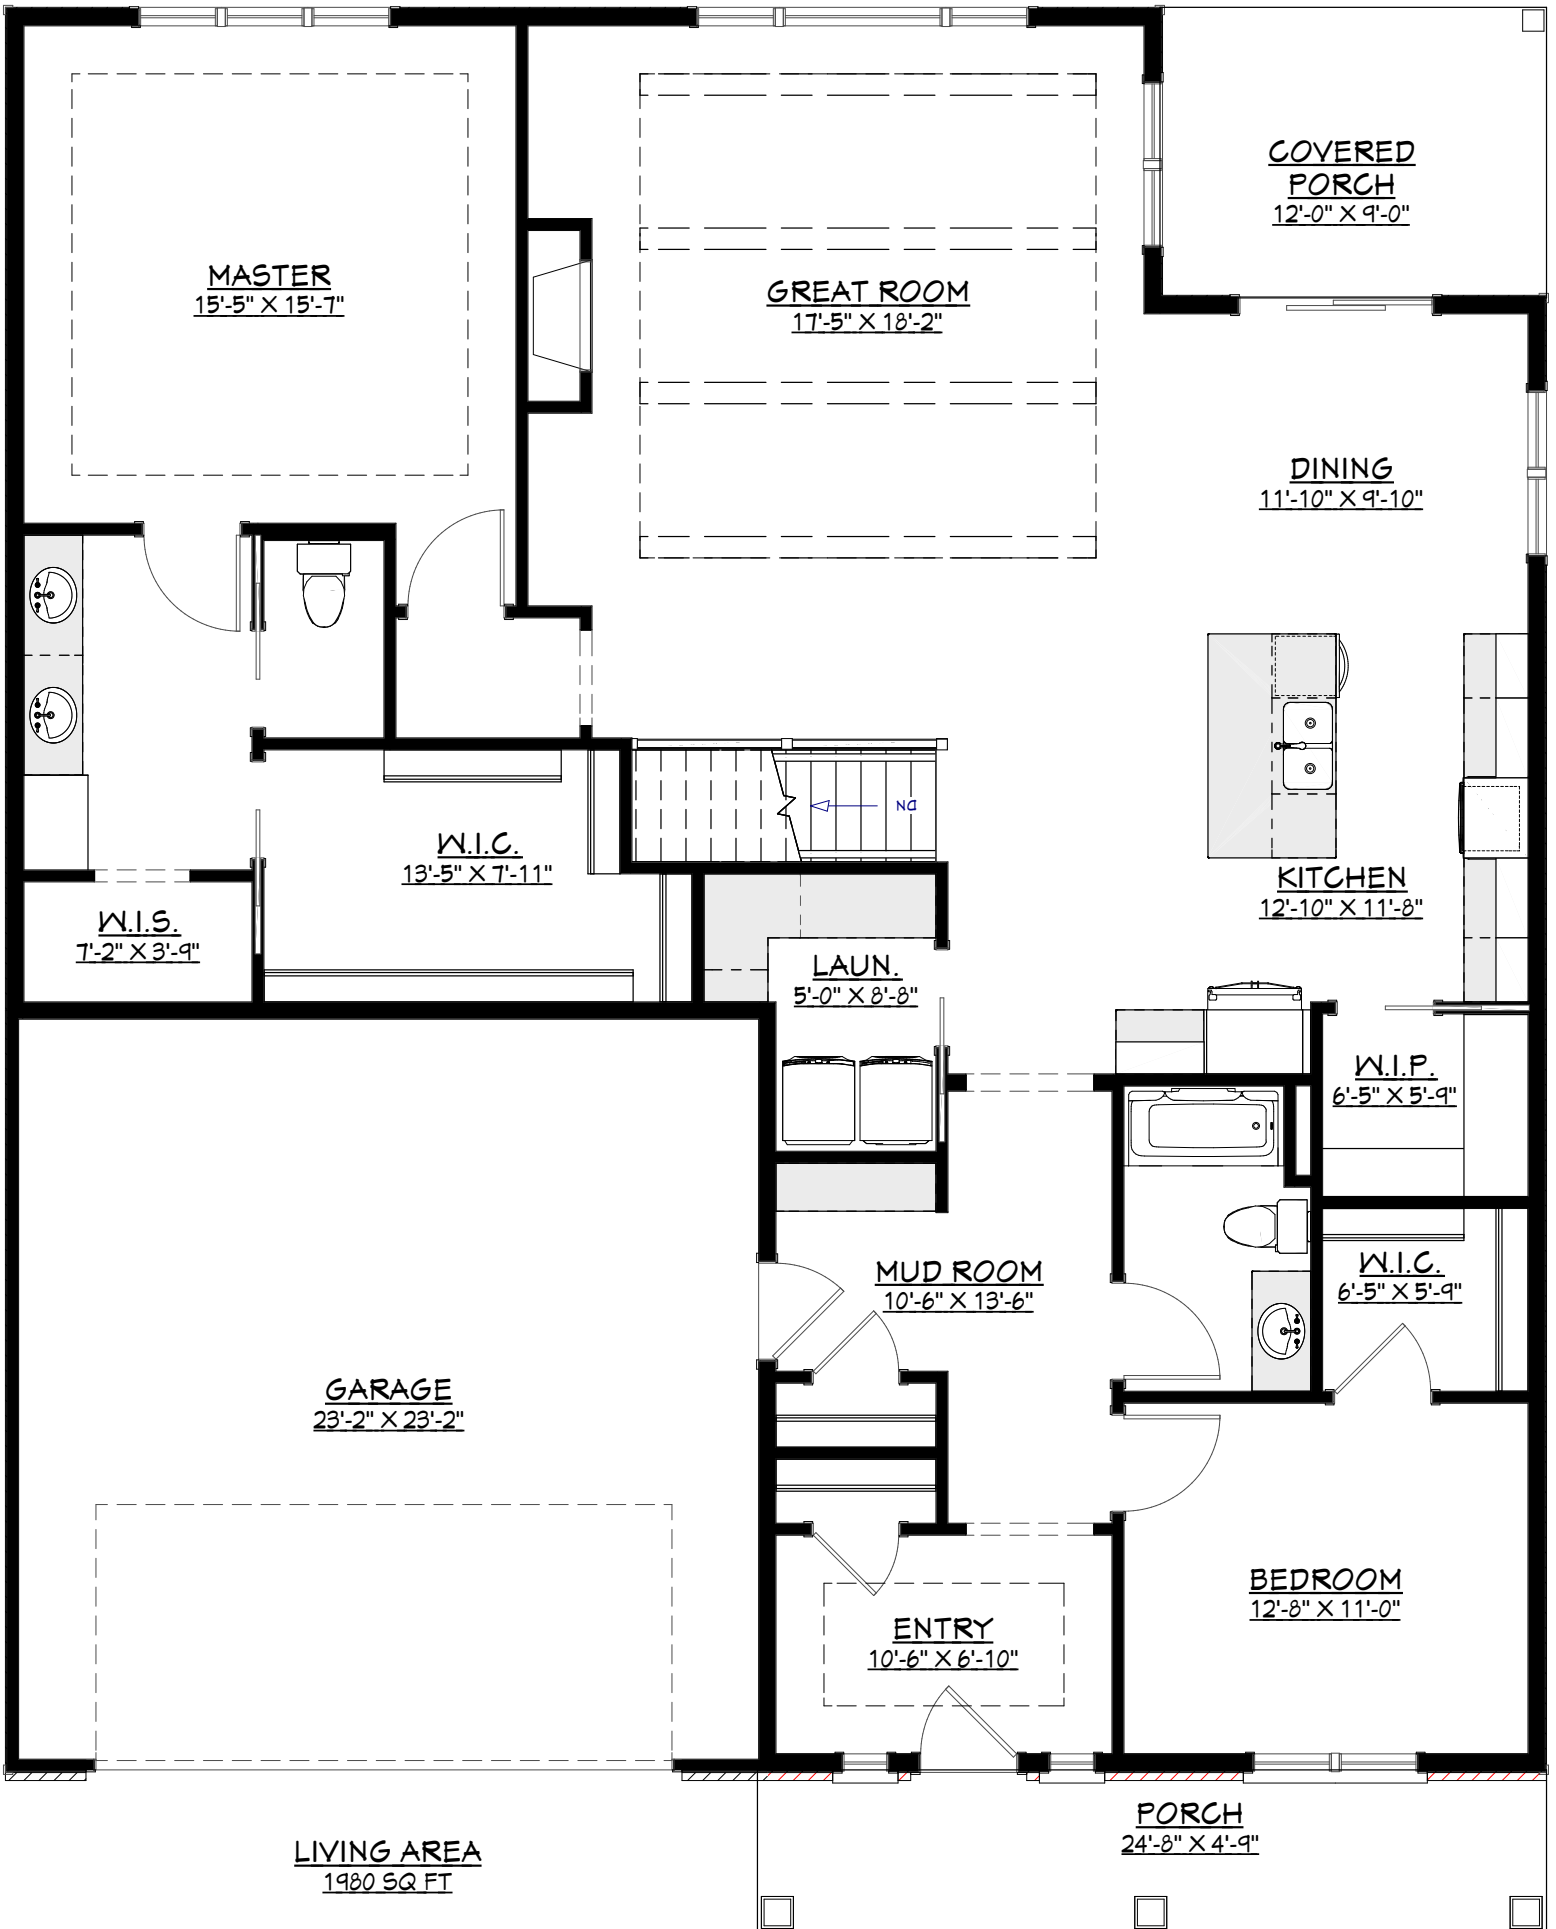 COVERED
PORCH
12'-0" X 9'-0"
MASTER
15'-5" X 15'-7"
GREAT ROOM
17'-5" X 18'-2"
DINING
11'-10" X 9'-10"
DN
W.I.C.
13'-5" X 7'-11"
KITCHEN
12'-10" X 11'-8"
W.I.S.
7'-2" X 3'-9"
LAUN.
5'-0" X 8'-8"
W.I.P.
6'-5" X 5'-9"
MUD ROOM
10'-6" X 13'-6"
W.I.C.
6'-5" X 5'-9"
GARAGE
23'-2" X 23'-2"
BEDROOM
12'-8" X 11'-0"
ENTRY
10'-6" X 6'-10"
PORCH
24'-8" X 4'-9"
LIVING AREA
1980 SQ FT